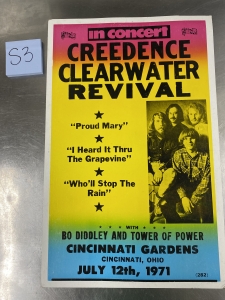 S3
in concert
CREEDENCE
CLEARWATER
REVIVAL
"Proud Mary"
"I Heard It Thru
The Grapevine"
"Who'll Stop The
Rain"
WITH
BO DIDDLEY AND TOWER OF POWER
CINCINNATI GARDENS
CINCINNATI, OHIO
JULY 12th, 1971